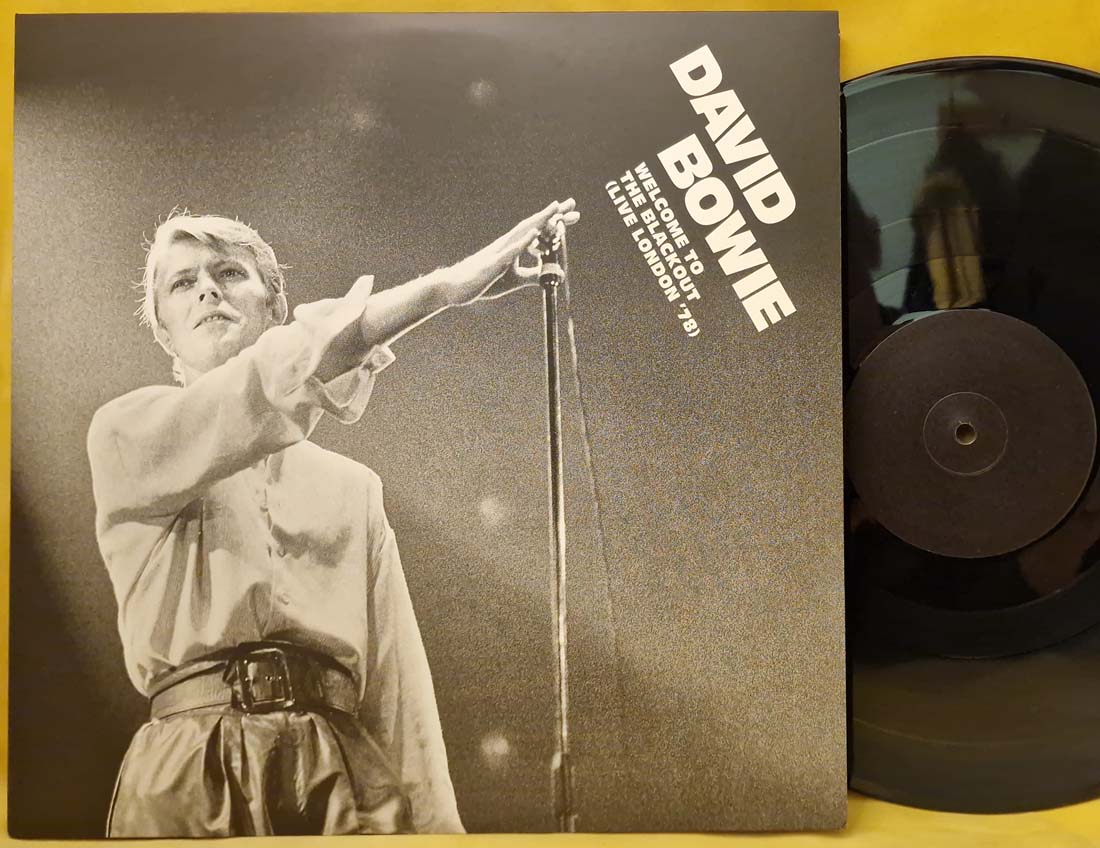 DAVID
BOWIE
WELCOME TO
THE BLACKOUT
(LIVE LONDON '78)